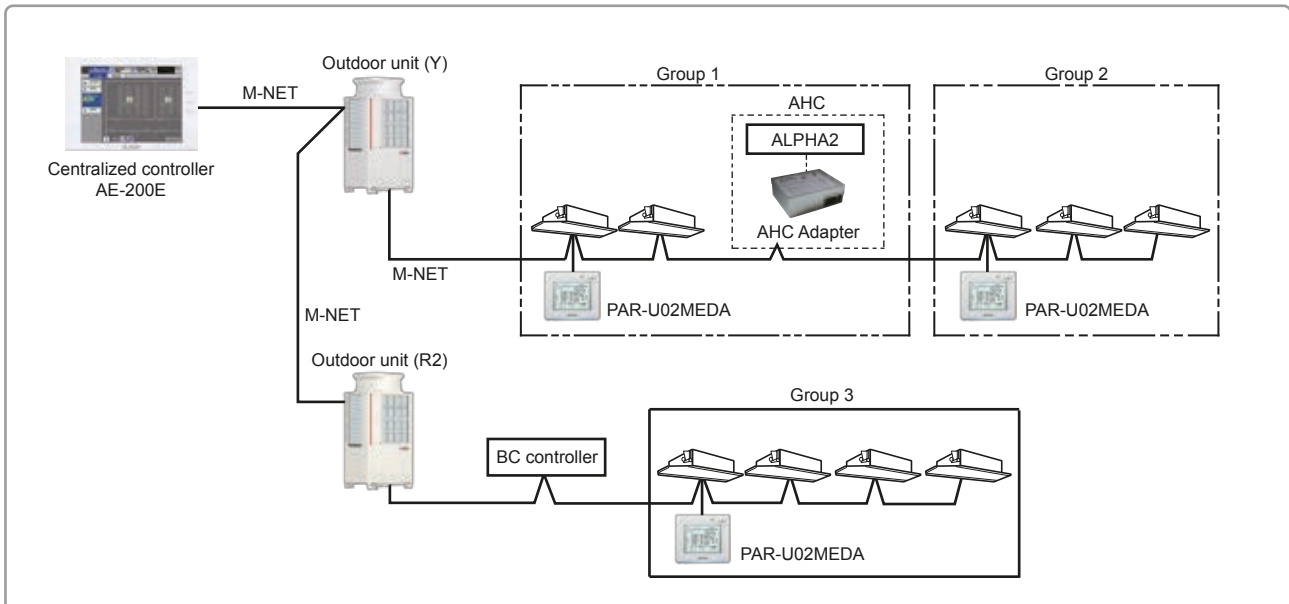 Outdoor unit (Y)
Group 1
Group 2
M-NET
AHC
ALPHA2
Centralized controller
AE-200E
AHC Adapter
M-NET
PAR-U02MEDA
PAR-U02MEDA
M-NET
Outdoor unit (R2)
Group 3
BC controller
PAR-U02MEDA